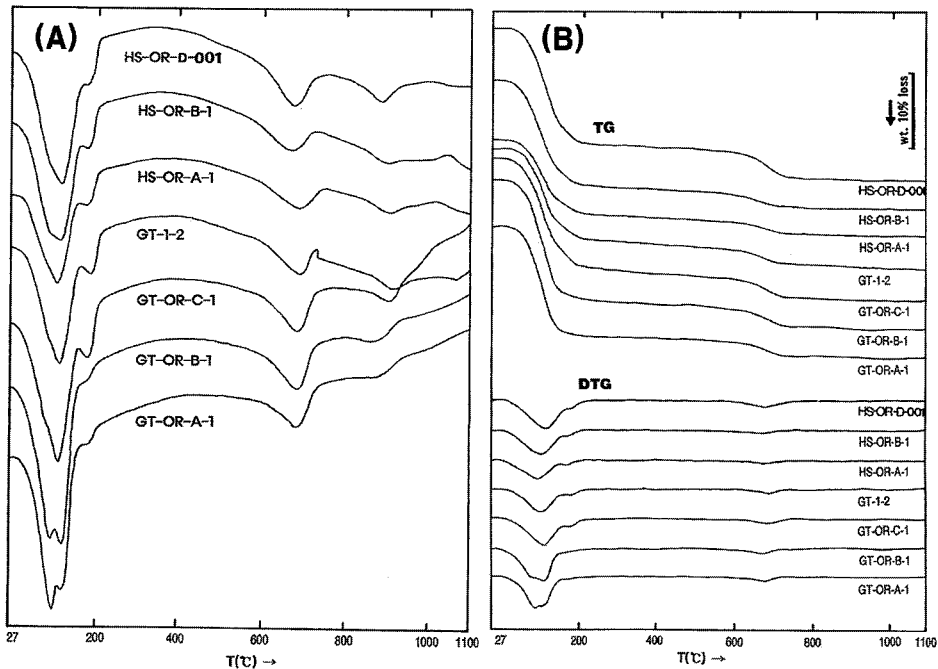 (A)
HS-OR-D-001
HS-OR-B-1
HS-OR-A-1
GT-1-2
GT-OR-C-1
GT-OR-B-1
GT-OR-A-1
27 200 400 600 800 1000 1100
T(℃) →
(B)
wt. 10% loss
TG
HS-OR-D-001
HS-OR-B-1
HS-OR-A-1
GT-1-2
GT-OR-C-1
GT-OR-B-1
GT-OR-A-1
DTG
HS-OR-D-001
HS-OR-B-1
HS-OR-A-1
GT-1-2
GT-OR-C-1
GT-OR-B-1
GT-OR-A-1
27 200 400 600 800 1000 1100
T(℃) →